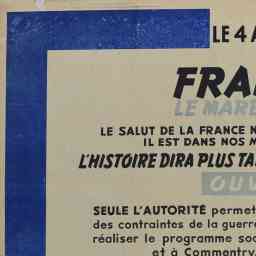 LE 4 A
FRA
LE MARÉ
LE SALUT DE LA FRANCE N
IL EST DANS NOS M
L'HISTOIRE DIRA PLUS TA
OUV
SEULE L'AUTORITÉ permet
des contraintes de la guerre
réaliser le programme soc
et à Commentry